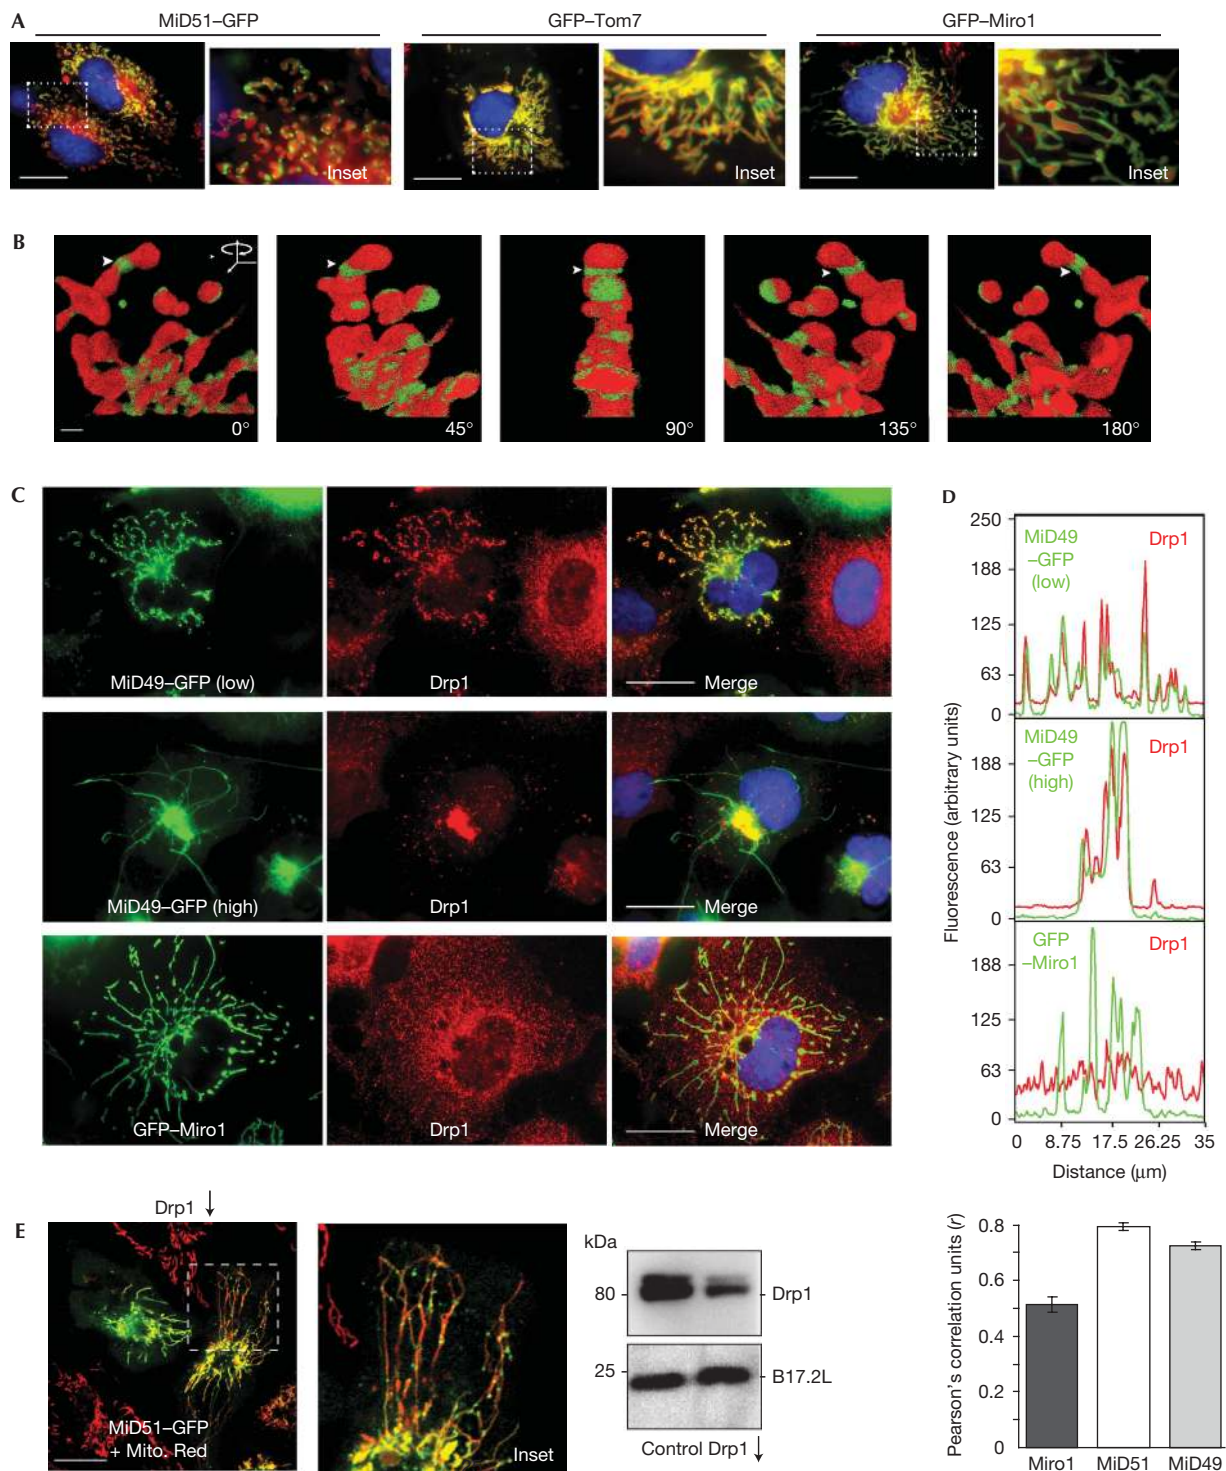 A
MiD51–GFP
GFP–Tom7
GFP–Miro1
Inset
Inset
Inset
B
0°
45°
90°
135°
180°
C
MiD49–GFP (low)
Drp1
Merge
MiD49–GFP (high)
Drp1
Merge
GFP–Miro1
Drp1
Merge
D
Fluorescence (arbitrary units)
250
188
125
63
0
MiD49
–GFP
(low)
Drp1
188
125
63
0
MiD49
–GFP
(high)
Drp1
188
125
63
0
GFP
–Miro1
Drp1
0 8.75 17.5 26.25 35
Distance (μm)
E
Drp1 ↓
MiD51–GFP
+ Mito. Red
Inset
kDa
80
Drp1
25
B17.2L
Control Drp1 ↓
Pearson's correlation units (r)
0.8
0.6
0.4
0.2
0
Miro1 MiD51 MiD49